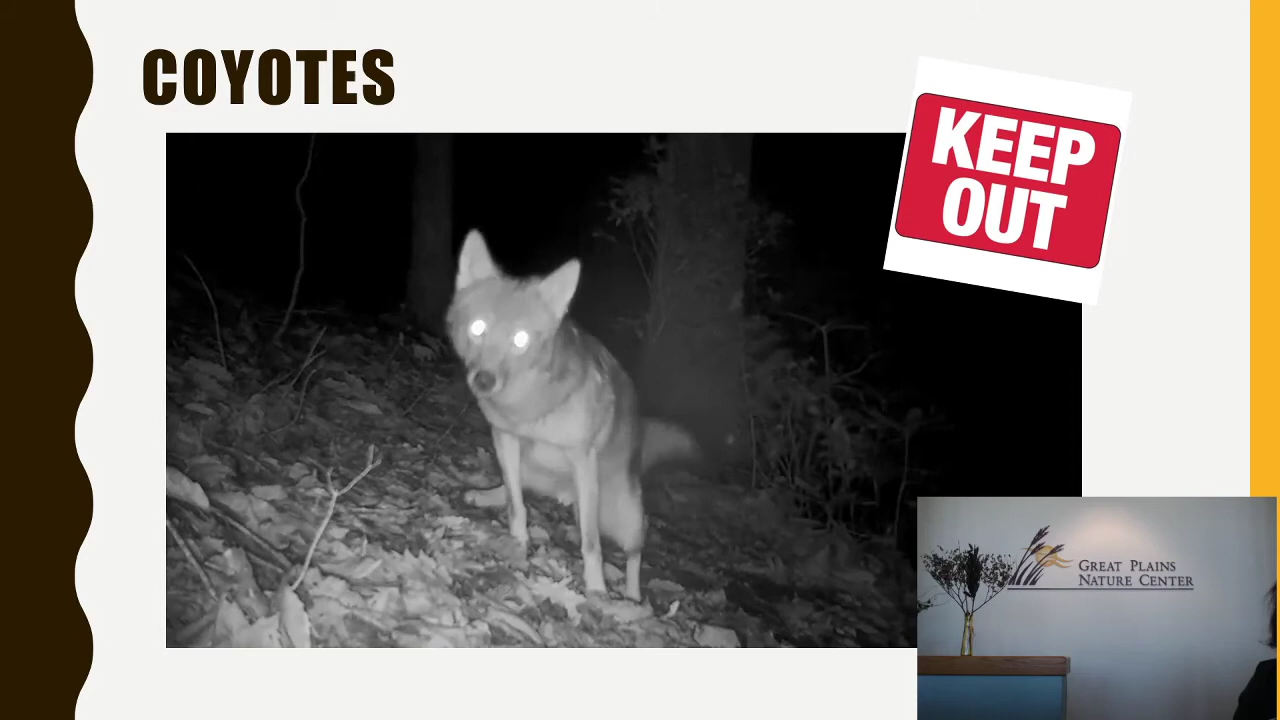 COYOTES
KEEP
OUT
GREAT PLAINS
NATURE CENTER